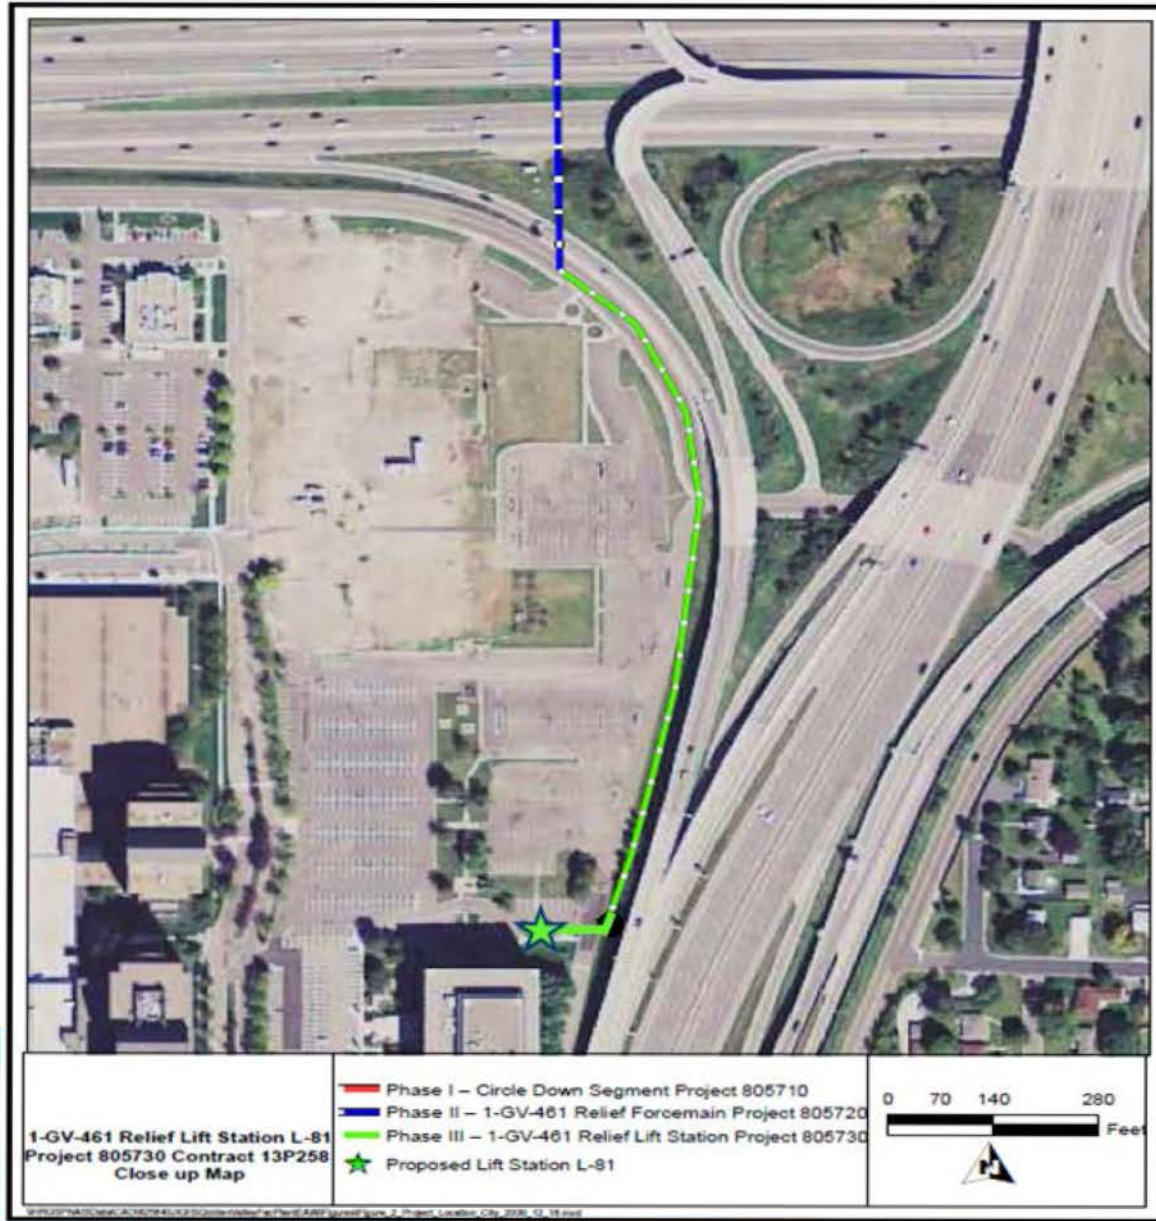 1-GV-461 Relief Lift Station L-81
Project 805730 Contract 13P258
Close up Map
Phase I – Circle Down Segment Project 805710
Phase II – 1-GV-461 Relief Forcemain Project 805720
Phase III – 1-GV-461 Relief Lift Station Project 805730
Proposed Lift Station L-81
0 70 140 280
Feet
N